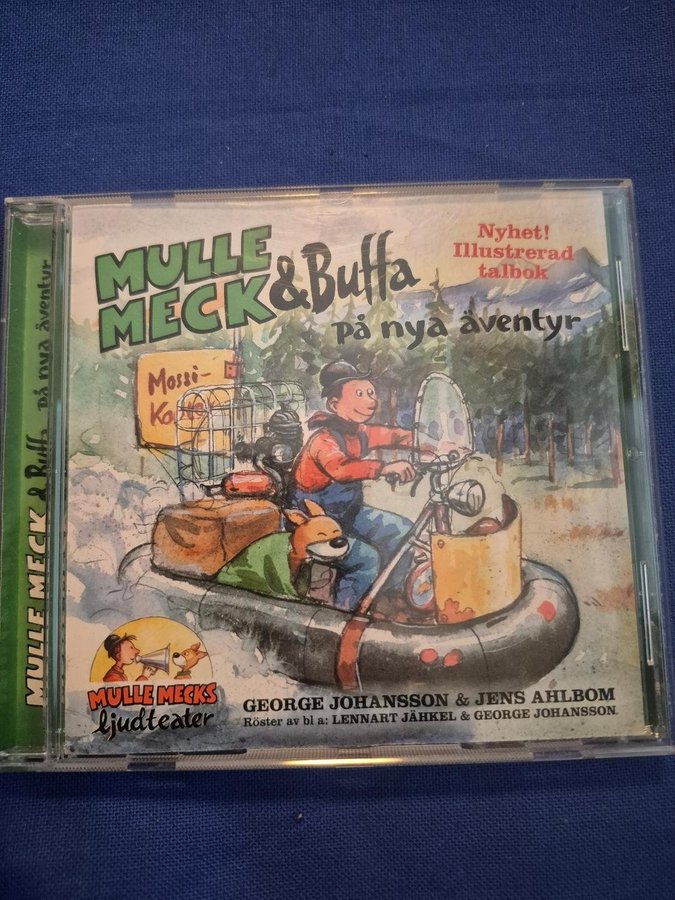 MULLE MECK & Buffa på nya äventyr
MULLE
MECK
& Buffa
på nya äventyr
Nyhet!
Illustrerad
talbok
Mossi-
MULLE MECKS
ljudteater
GEORGE JOHANSSON & JENS AHLBOM
Röster av bl a: LENNART JÄHKEL & GEORGE JOHANSSON